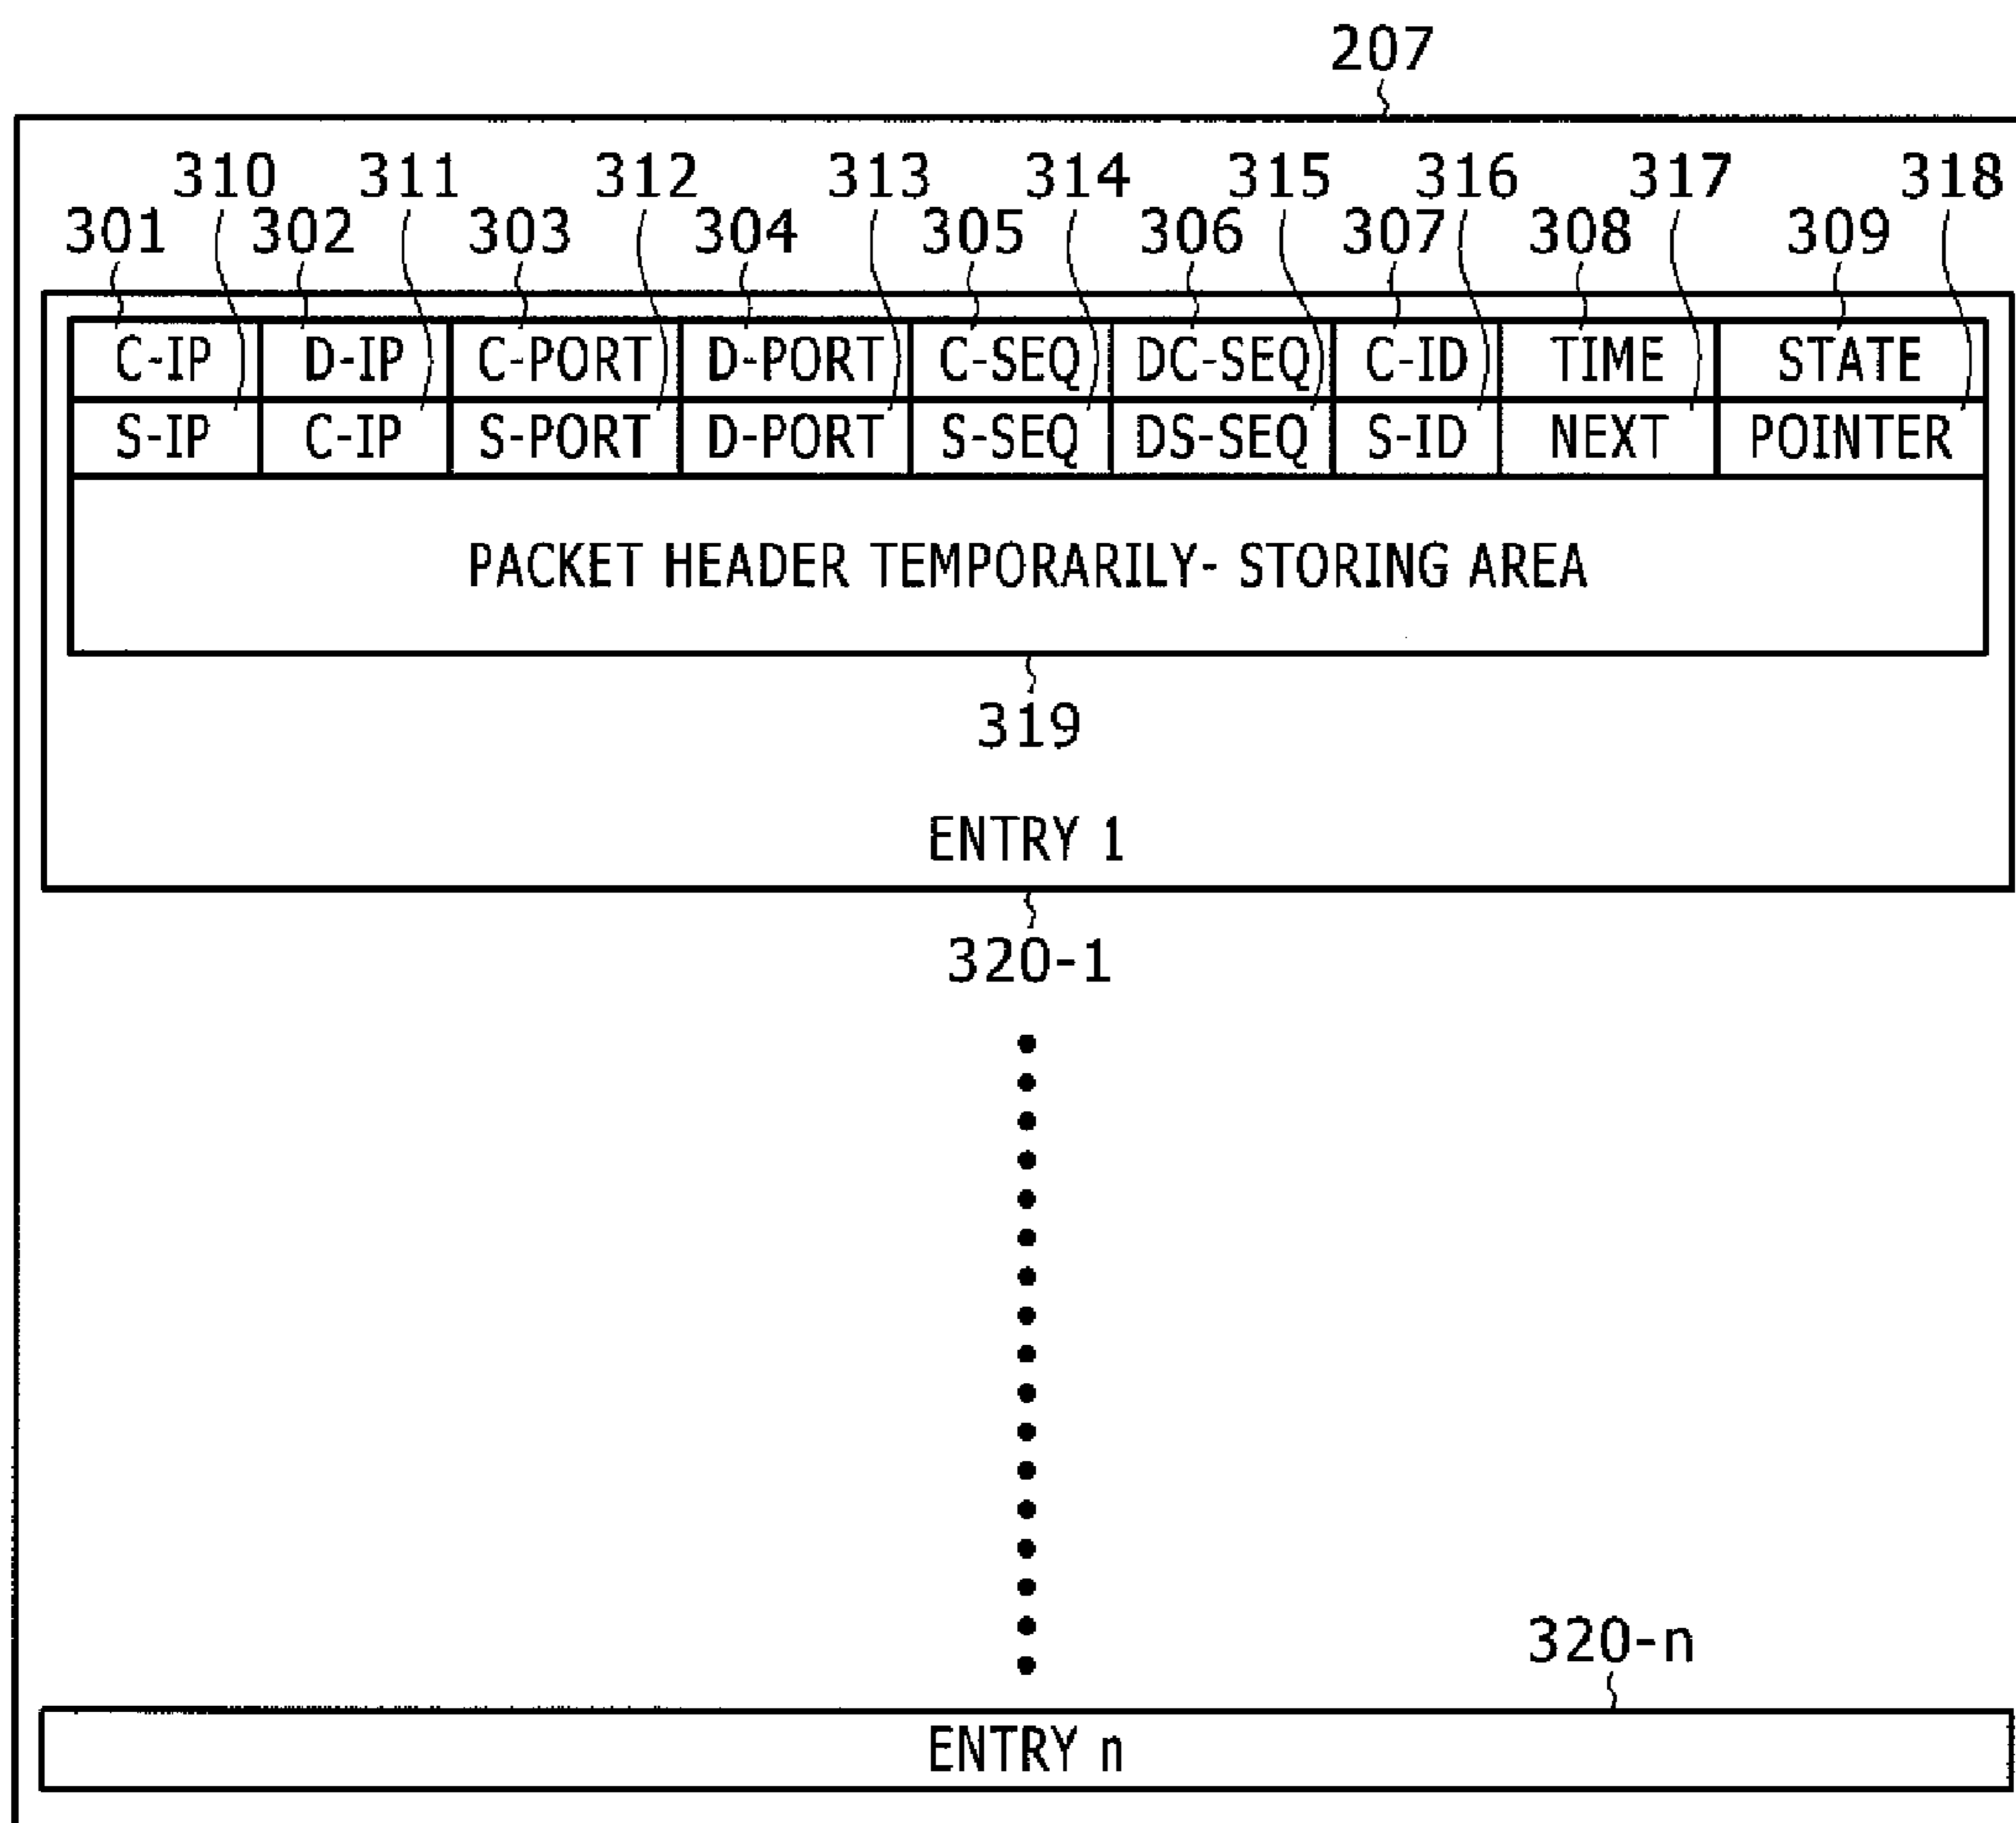 207
310 311 312 313 314 315 316 317 318
301 302 303 304 305 306 307 308 309
C-IP D-IP C-PORT D-PORT C-SEQ DC-SEQ C-ID TIME STATE
S-IP C-IP S-PORT D-PORT S-SEQ DS-SEQ S-ID NEXT POINTER
PACKET HEADER TEMPORARILY- STORING AREA
319
ENTRY 1
320-1
320-n
ENTRY n